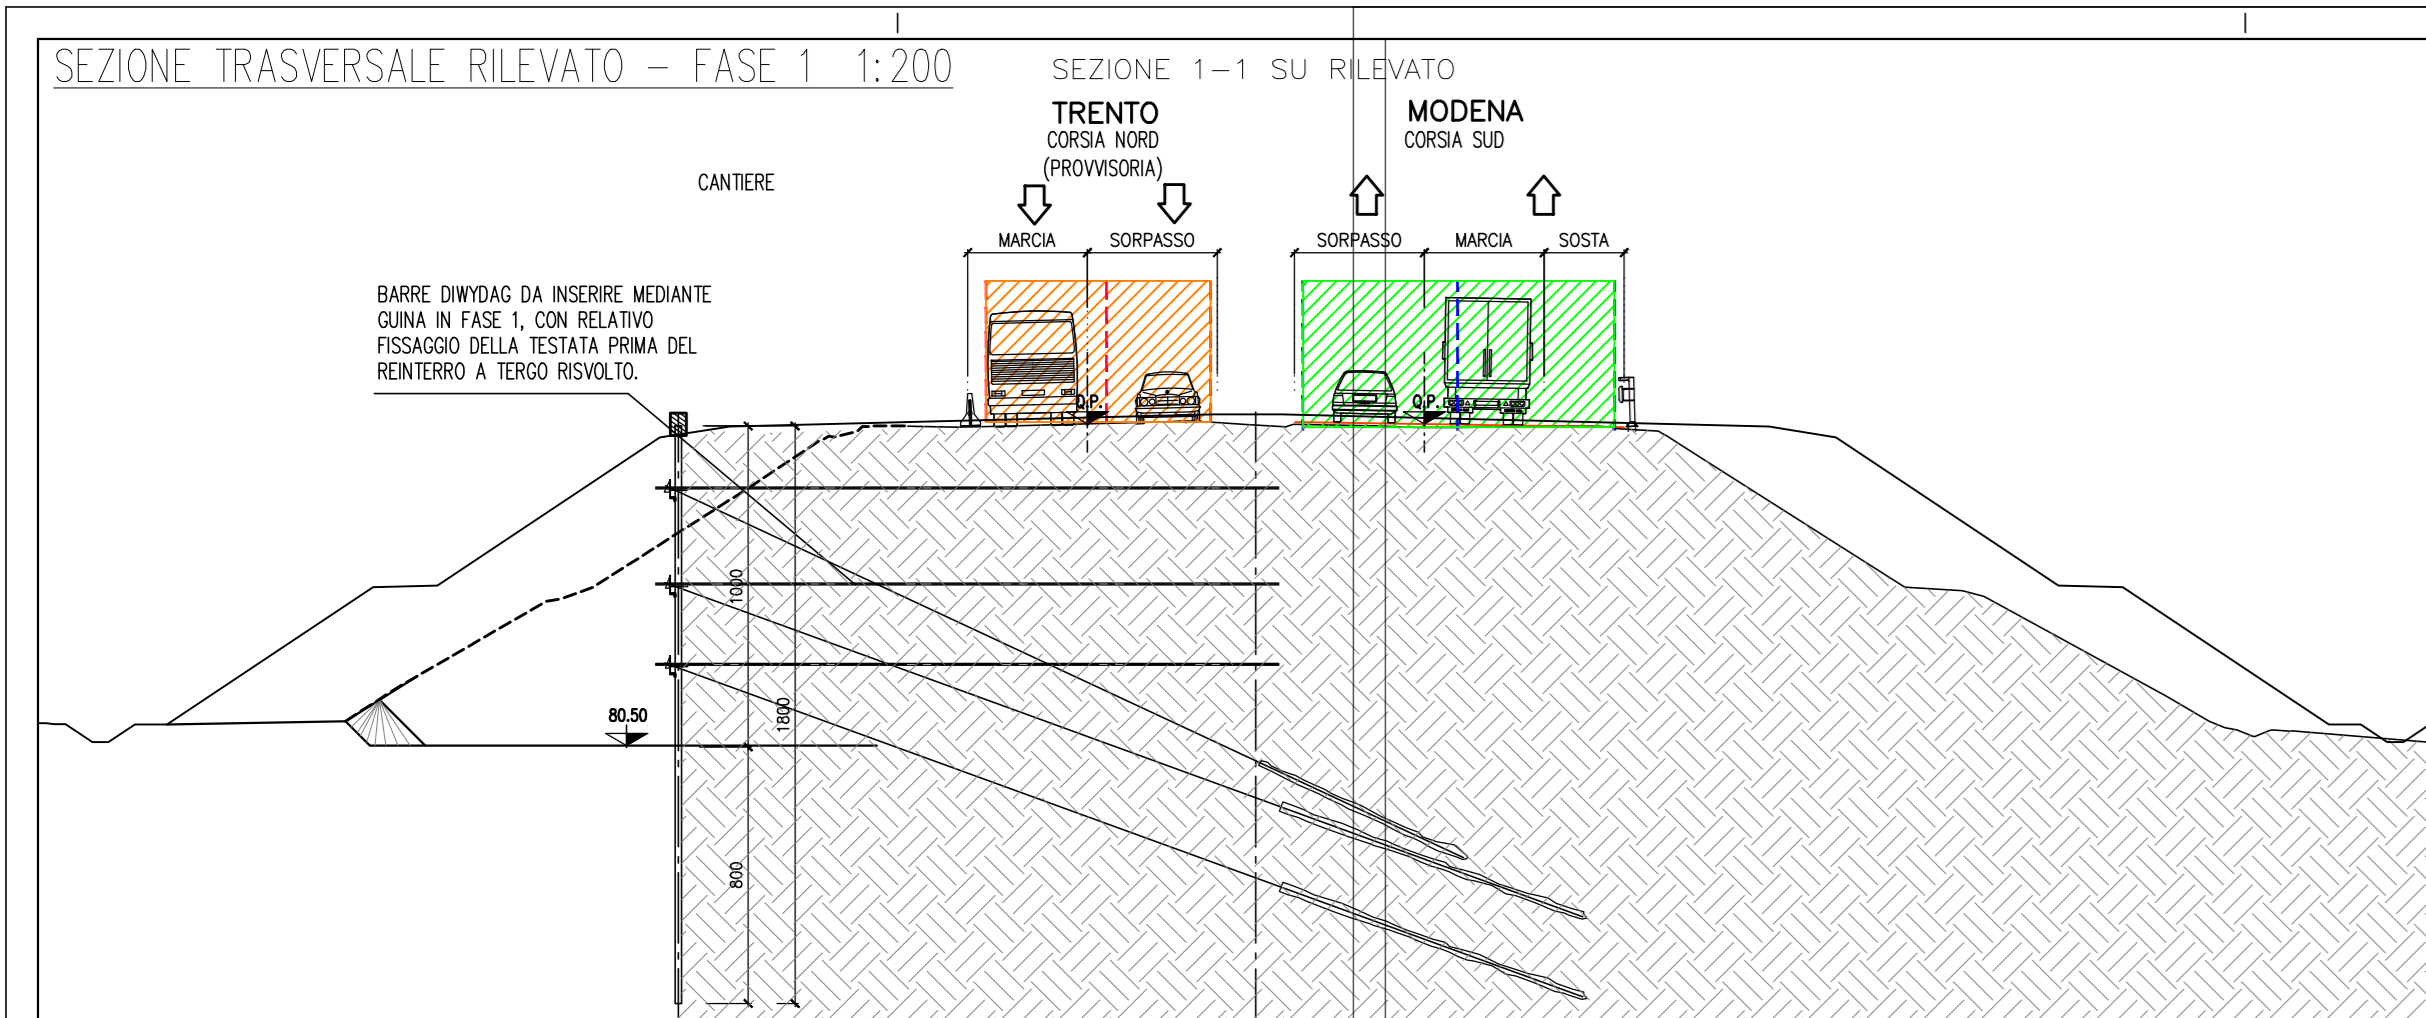 SEZIONE TRASVERSALE RILEVATO – FASE 1 1:200
SEZIONE 1–1 SU RILEVATO
TRENTO
CORSIA NORD
(PROVVISORIA)
MODENA
CORSIA SUD
CANTIERE
MARCIA
SORPASSO
SORPASSO
MARCIA
SOSTA
BARRE DIWYDAG DA INSERIRE MEDIANTE
GUINA IN FASE 1, CON RELATIVO
FISSAGGIO DELLA TESTATA PRIMA DEL
REINTERRO A TERGO RISVOLTO.
Q.P.
Q.P.
1000
80.50
1800
800